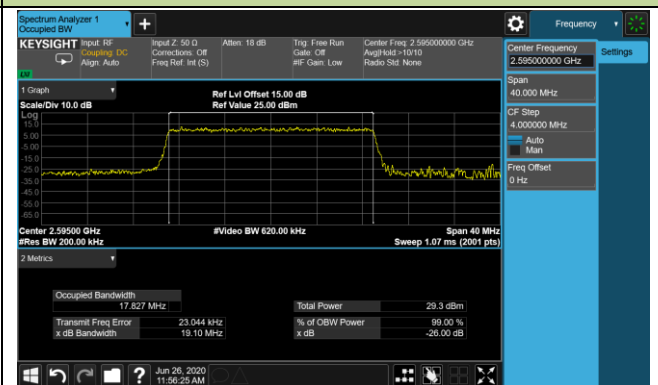 Spectrum Analyzer 1
Occupied BW
+
Frequency
KEYSIGHT
Input: RF
Coupling: DC
Align: Auto
Input Z: 50 Ω
Corrections: Off
Freq Ref: Int (S)
Atten: 18 dB
Trig: Free Run
Gate: Off
#IF Gain: Low
Center Freq: 2.595000000 GHz
Avg|Hold:>10/10
Radio Std: None
Center Frequency
2.595000000 GHz
Settings
Span
40.000 MHz
CF Step
4.000000 MHz
Auto
Man
Freq Offset
0 Hz
LXI
1 Graph
Scale/Div 10.0 dB
Ref Lvl Offset 15.00 dB
Ref Value 25.00 dBm
Log
15.0
5.00
-5.00
-15.0
-25.0
-35.0
-45.0
-55.0
-65.0
Center 2.59500 GHz
#Res BW 200.00 kHz
#Video BW 620.00 kHz
Span 40 MHz
Sweep 1.07 ms (2001 pts)
2 Metrics
Occupied Bandwidth
17.827 MHz
Total Power 29.3 dBm
Transmit Freq Error 23.044 kHz
% of OBW Power 99.00 %
x dB Bandwidth 19.10 MHz
x dB -26.00 dB
?
Jun 26, 2020
11:56:25 AM